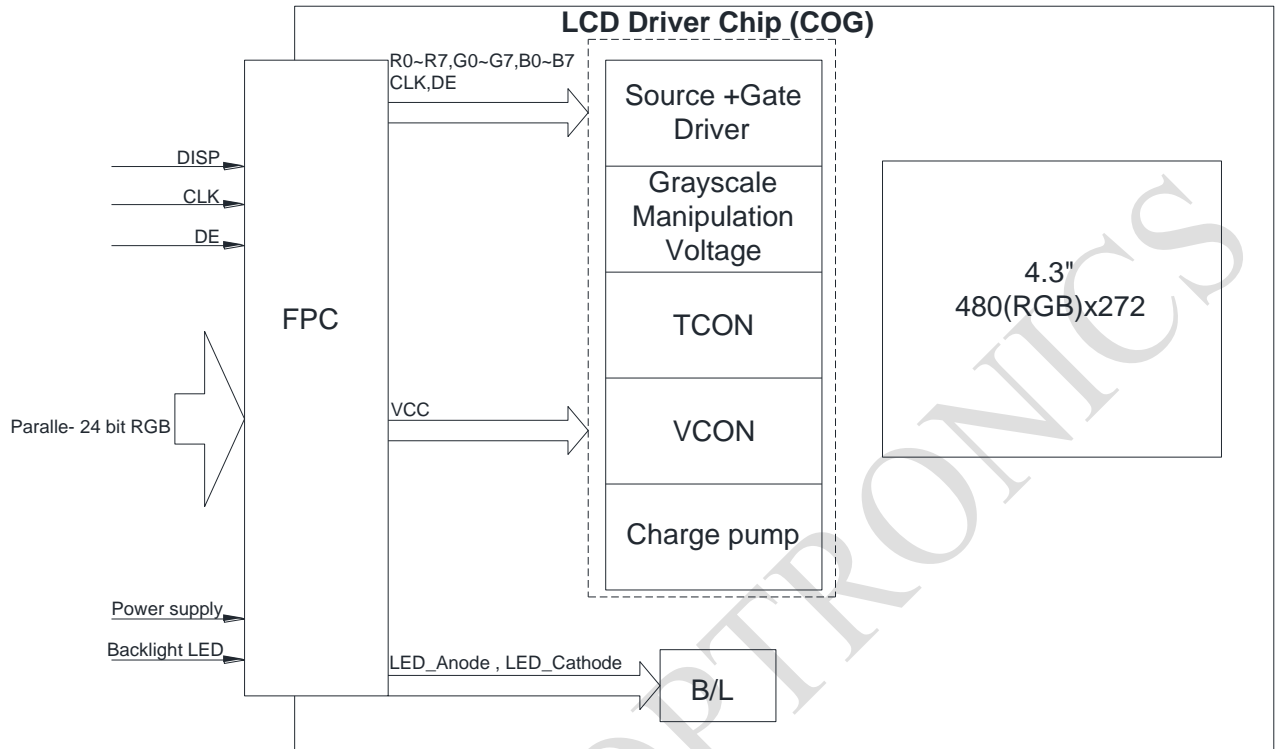 LCD Driver Chip (COG)
R0~R7,G0~G7,B0~B7
CLK,DE
Source +Gate
Driver
DISP
Grayscale
Manipulation
Voltage
CLK
DE
4.3"
480(RGB)x272
FPC
TCON
VCC
Paralle- 24 bit RGB
VCON
Charge pump
Power supply
Backlight LED
LED_Anode , LED_Cathode
B/L
OPTRONICS